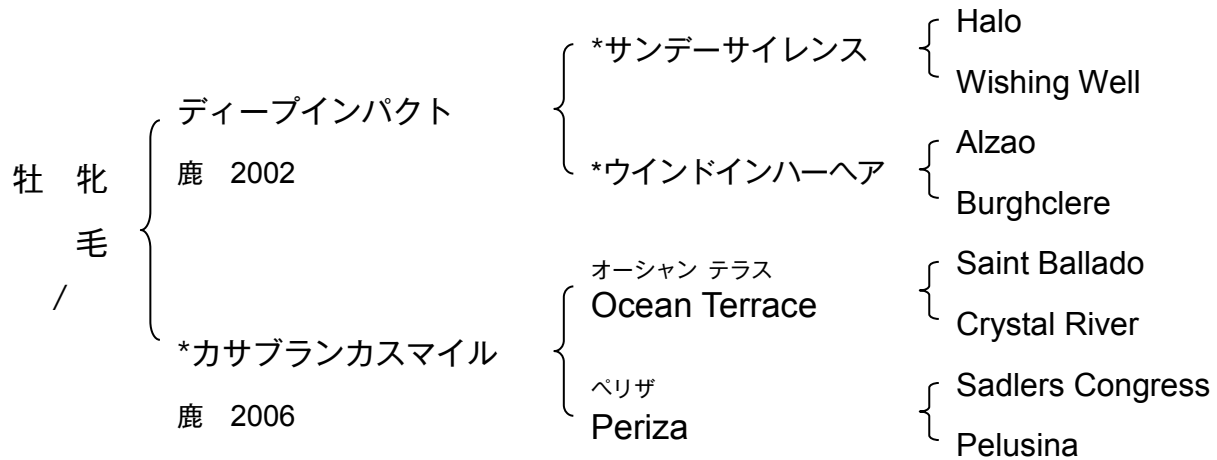 牡 牝
毛
/
ディープインパクト
鹿 2002
*カサブランカスマイル
鹿 2006
*サンデーサイレンス
*ウインドインハーヘア
オーシャン テラス
Ocean Terrace
ペリザ
Periza
Halo
Wishing Well
Alzao
Burghclere
Saint Ballado
Crystal River
Sadlers Congress
Pelusina